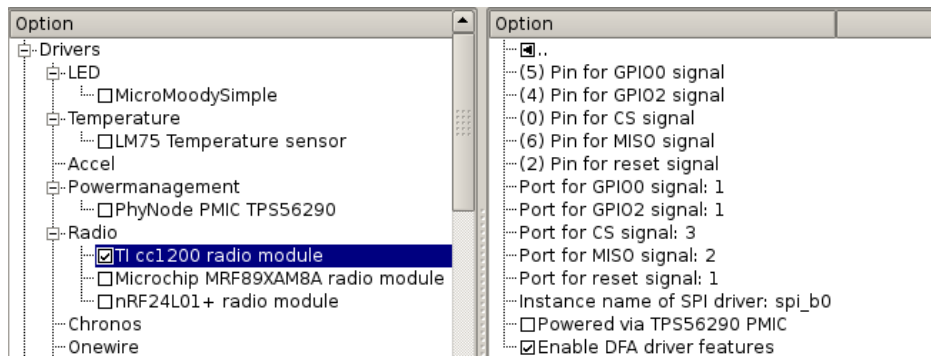 Option
Drivers
LED
MicroMoodySimple
Temperature
LM75 Temperature sensor
Accel
Powermanagement
PhyNode PMIC TPS56290
Radio
TI cc1200 radio module
Microchip MRF89XAM8A radio module
nRF24L01+ radio module
Chronos
Onewire
Option
..
(5) Pin for GPIO0 signal
(4) Pin for GPIO2 signal
(0) Pin for CS signal
(6) Pin for MISO signal
(2) Pin for reset signal
Port for GPIO0 signal: 1
Port for GPIO2 signal: 1
Port for CS signal: 3
Port for MISO signal: 2
Port for reset signal: 1
Instance name of SPI driver: spi_b0
Powered via TPS56290 PMIC
Enable DFA driver features